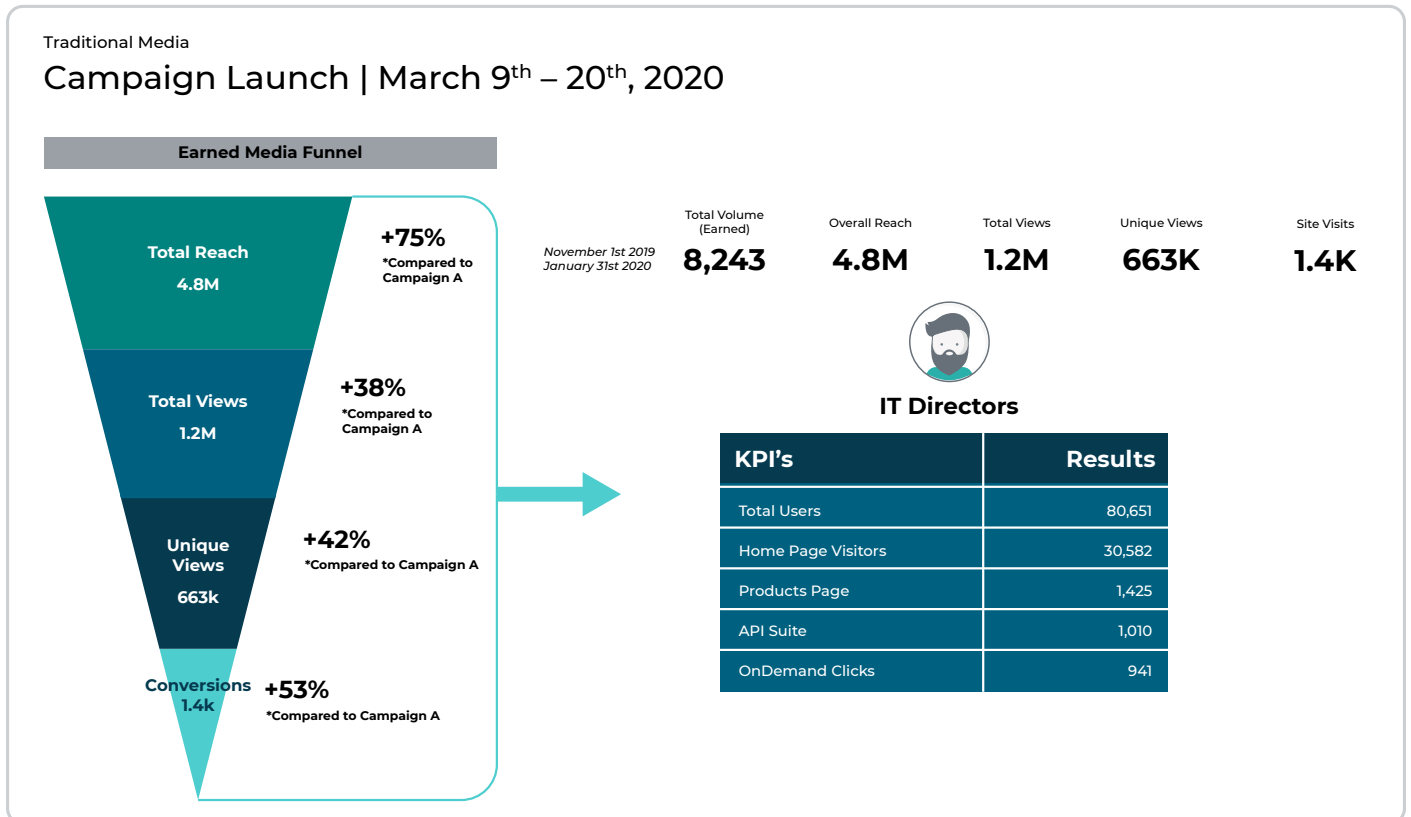 Traditional Media
Campaign Launch | March 9th – 20th, 2020
Earned Media Funnel
Total Reach
4.8M
+75%
*Compared to
Campaign A
Total Views
1.2M
+38%
*Compared to
Campaign A
Unique
Views
663k
+42%
*Compared to Campaign A
Conversions
1.4k
+53%
*Compared to Campaign A
November 1st 2019
January 31st 2020
Total Volume
(Earned)
8,243
Overall Reach
4.8M
Total Views
1.2M
Unique Views
663K
Site Visits
1.4K
IT Directors
KPI’s Results
Total Users 80,651
Home Page Visitors 30,582
Products Page 1,425
API Suite 1,010
OnDemand Clicks 941